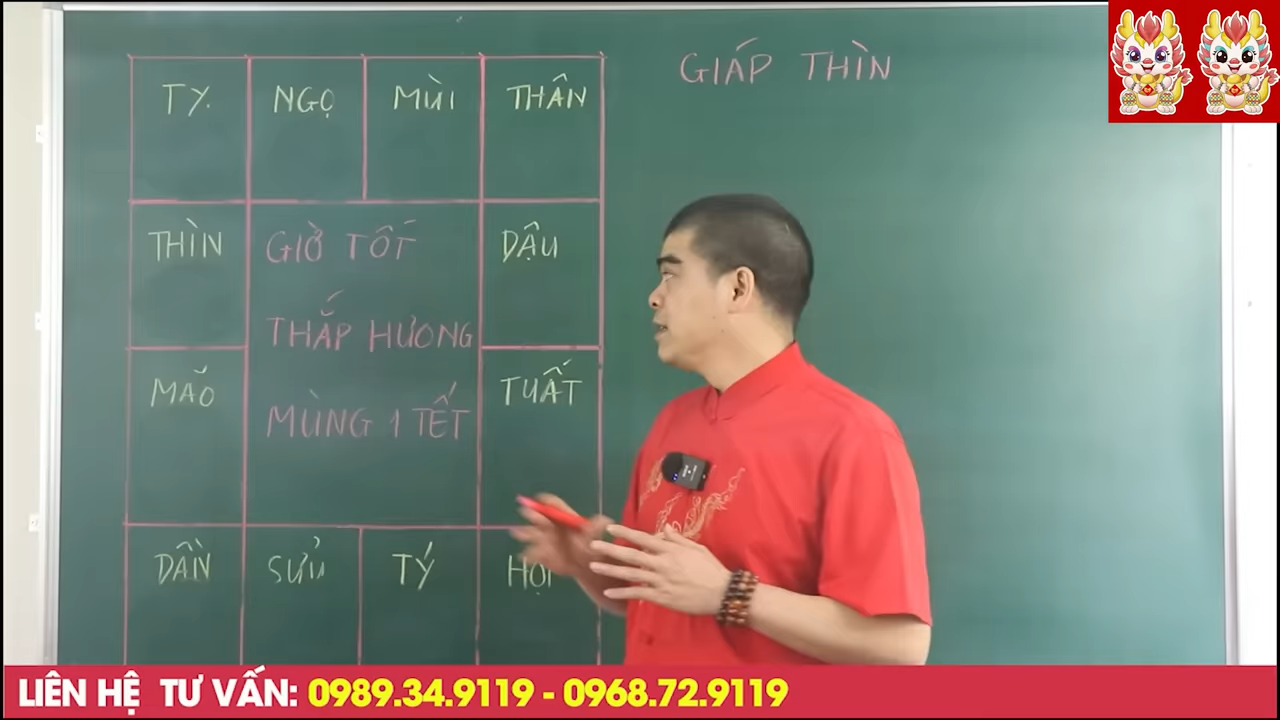 GIÁP THÌN
TỴ NGỌ MÙI THÂN
THÌN GIỜ TỐT DẬU
THẮP HƯƠNG
MÃO MÙNG 1 TẾT TUẤT
DẦN SỬU TÝ HỢI
LIÊN HỆ TƯ VẤN: 0989.34.9119 - 0968.72.9119